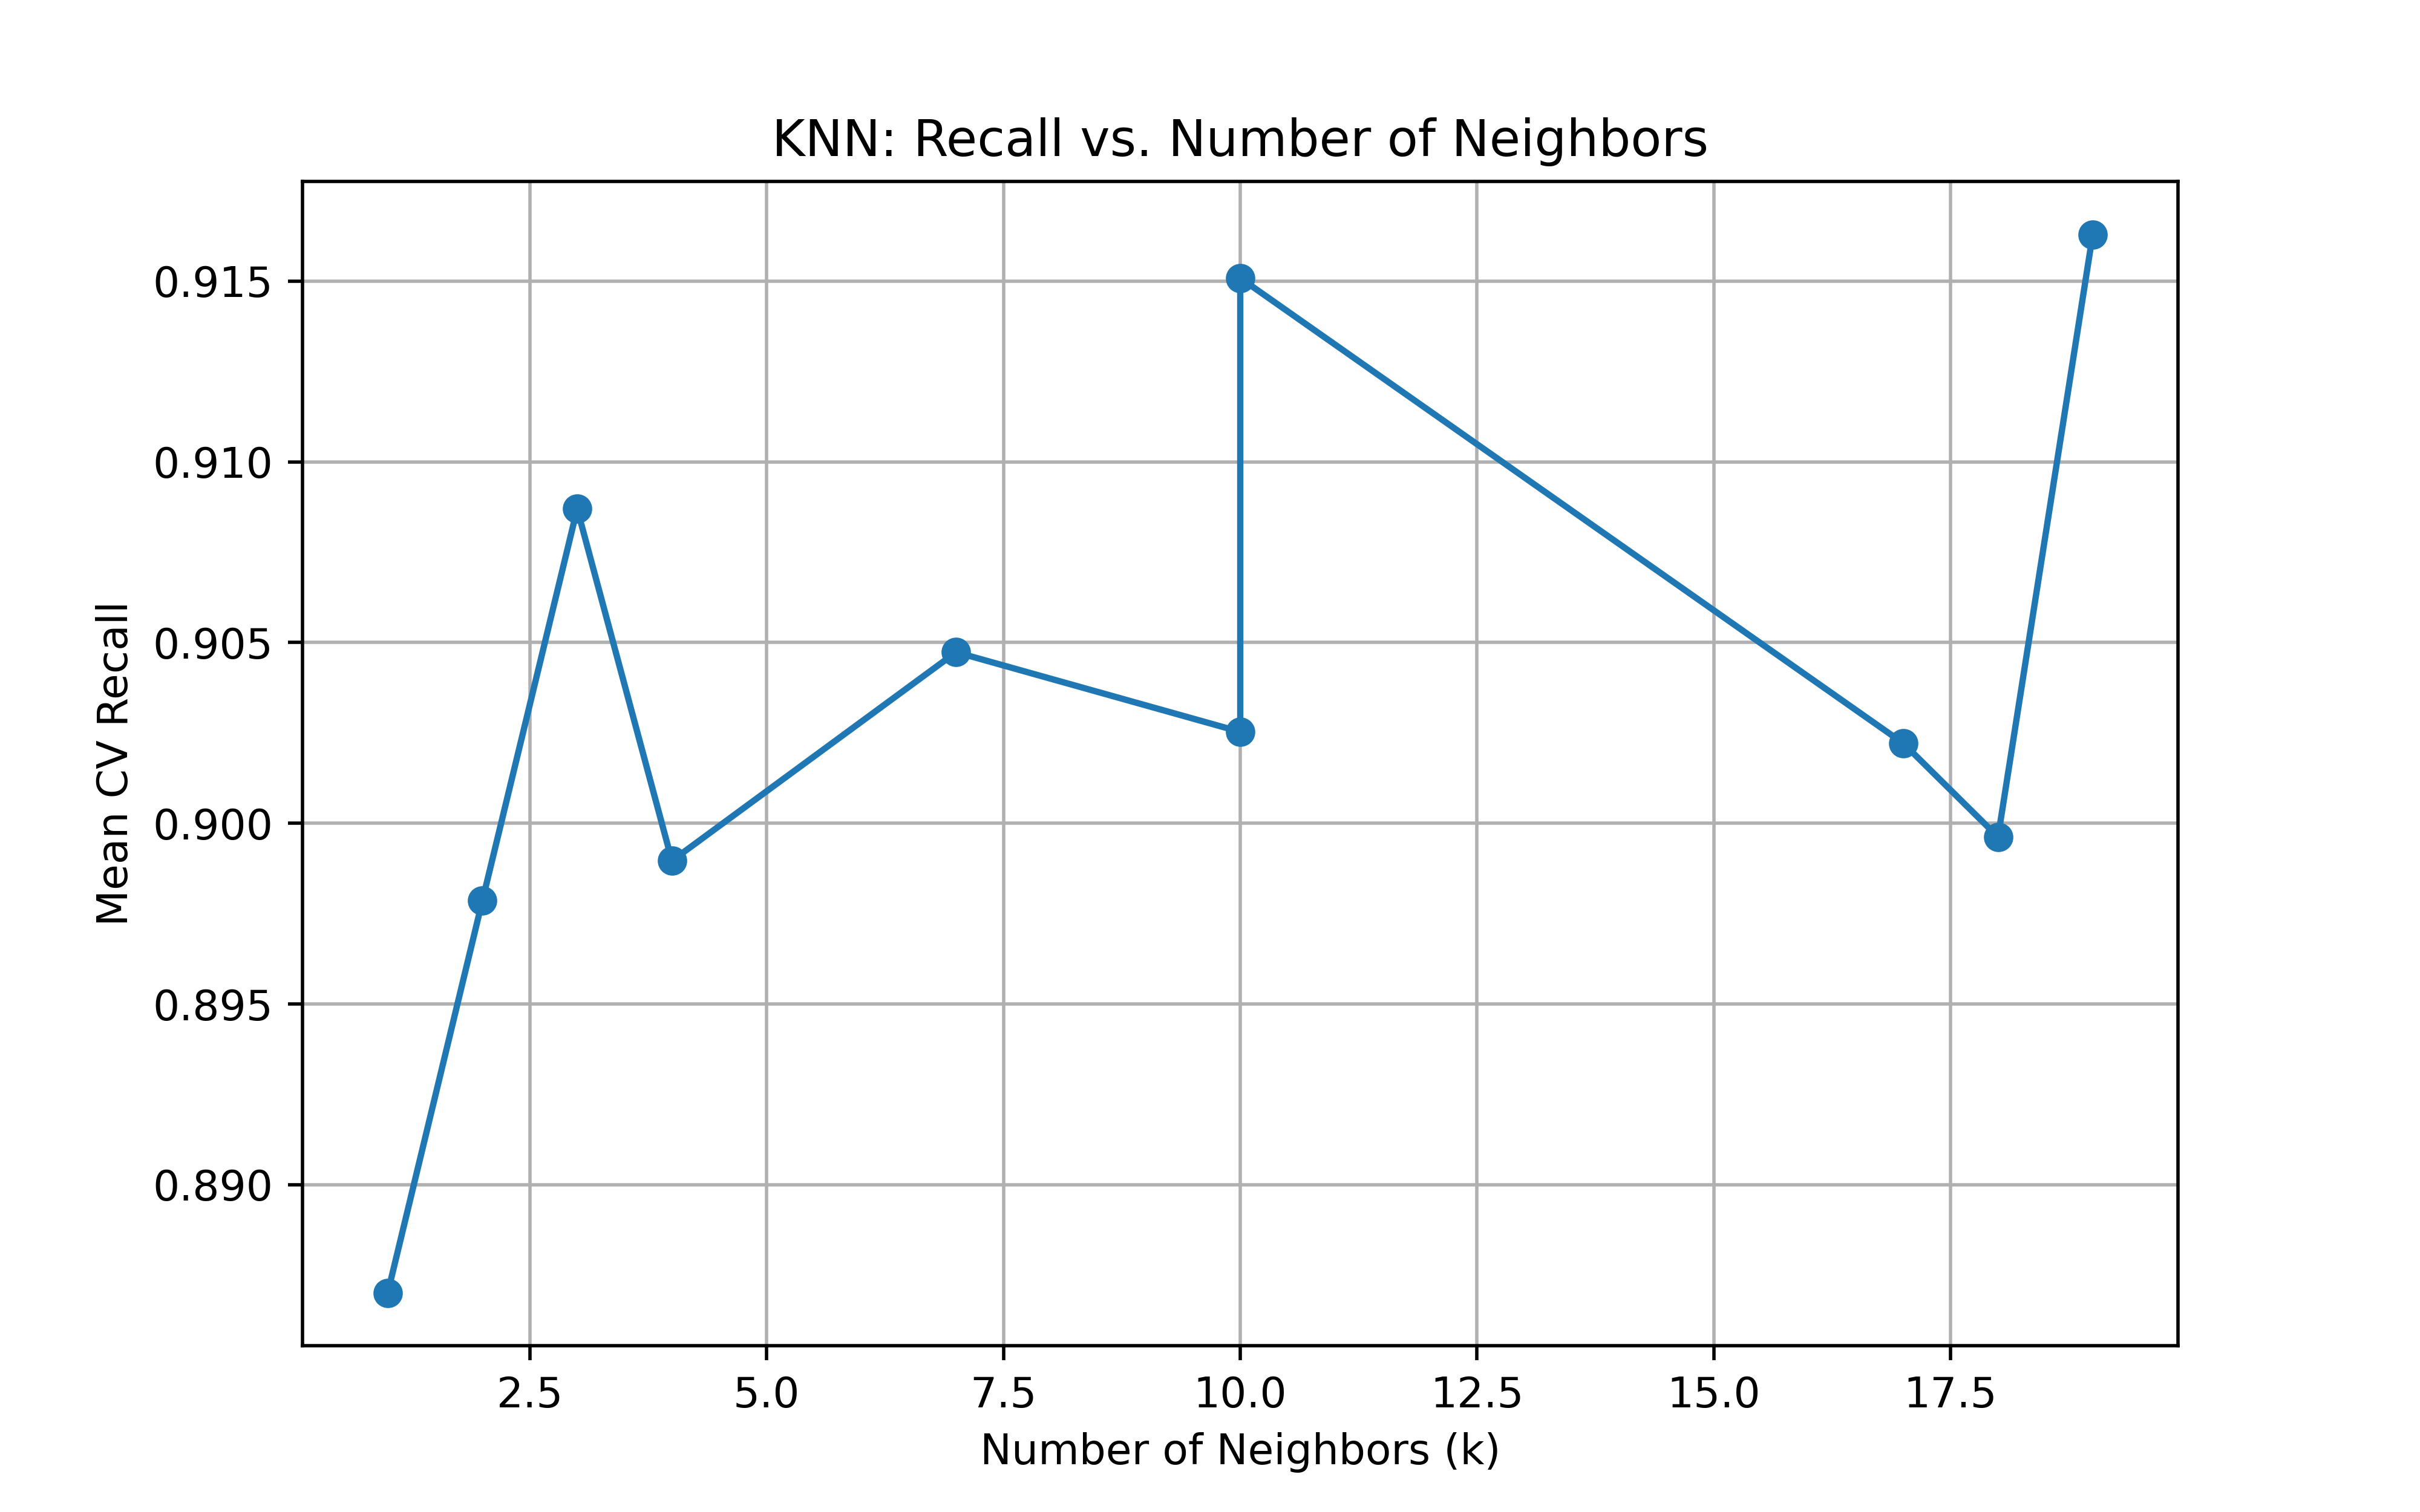 KNN: Recall vs. Number of Neighbors
Mean CV Recall
0.915
0.910
0.905
0.900
0.895
0.890
2.5 5.0 7.5 10.0 12.5 15.0 17.5
Number of Neighbors (k)